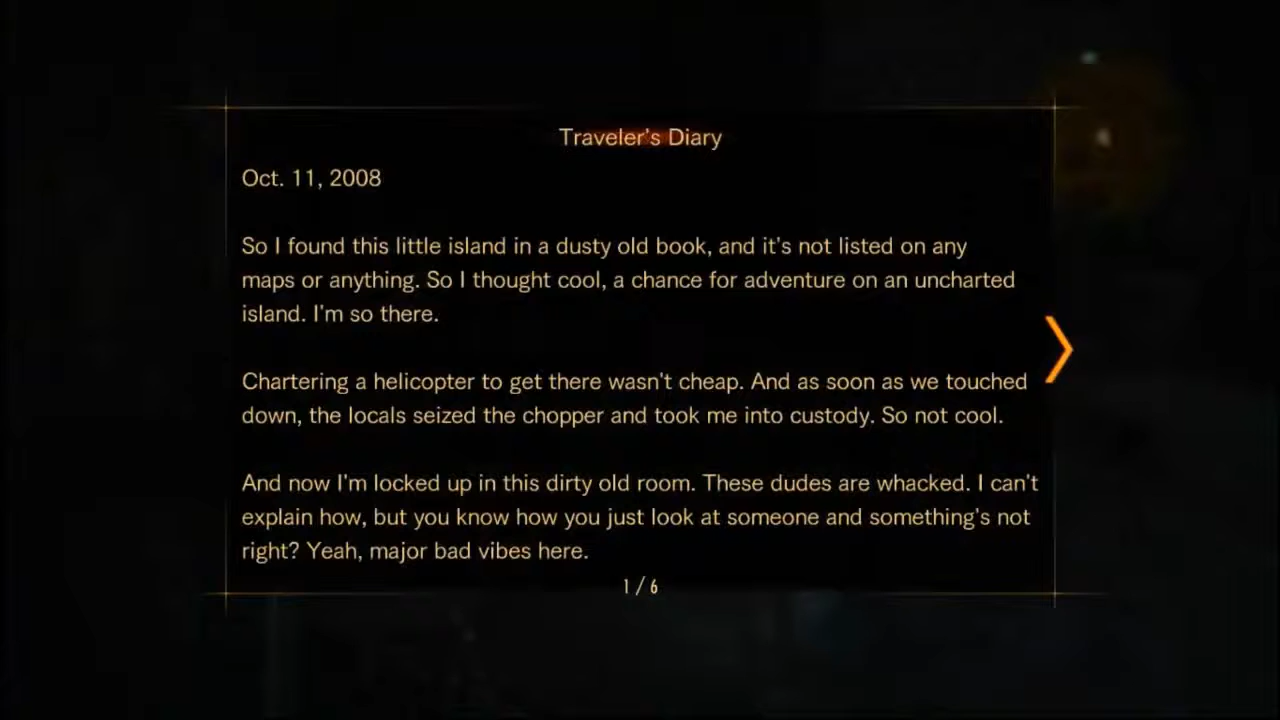 Traveler's Diary
Oct. 11, 2008
So I found this little island in a dusty old book, and it's not listed on any
maps or anything. So I thought cool, a chance for adventure on an uncharted
island. I'm so there.
Chartering a helicopter to get there wasn't cheap. And as soon as we touched
down, the locals seized the chopper and took me into custody. So not cool.
And now I'm locked up in this dirty old room. These dudes are whacked. I can't
explain how, but you know how you just look at someone and something's not
right? Yeah, major bad vibes here.
1 / 6